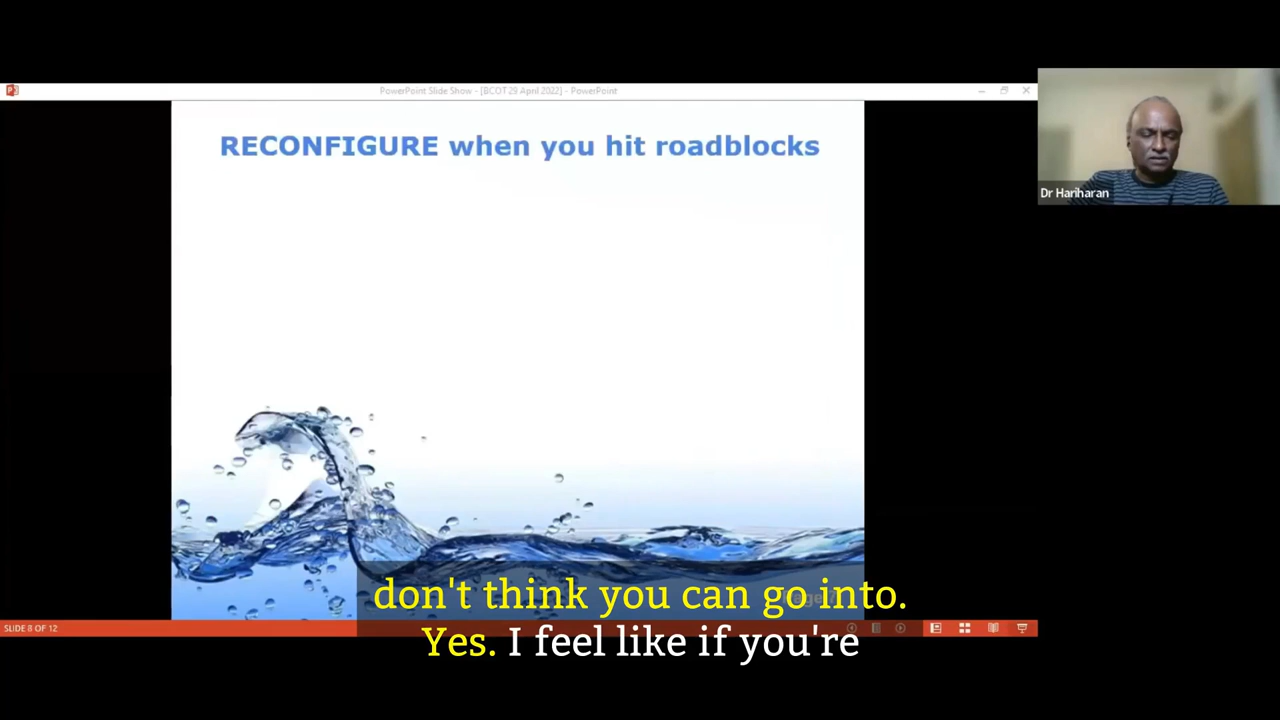 PowerPoint Slide Show - [BCOT 29 April 2022] - PowerPoint
RECONFIGURE when you hit roadblocks
Dr Hariharan
don't think you can go into.
Yes. I feel like if you're
SLIDE 8 OF 12